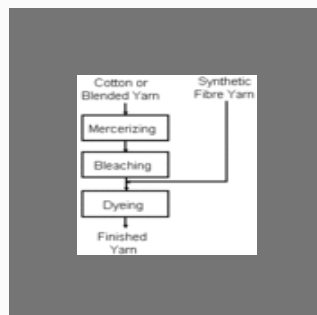 Cotton or
Blended Yarn
Synthetic
Fibre Yarn
Mercerizing
Bleaching
Dyeing
Finished
Yarn